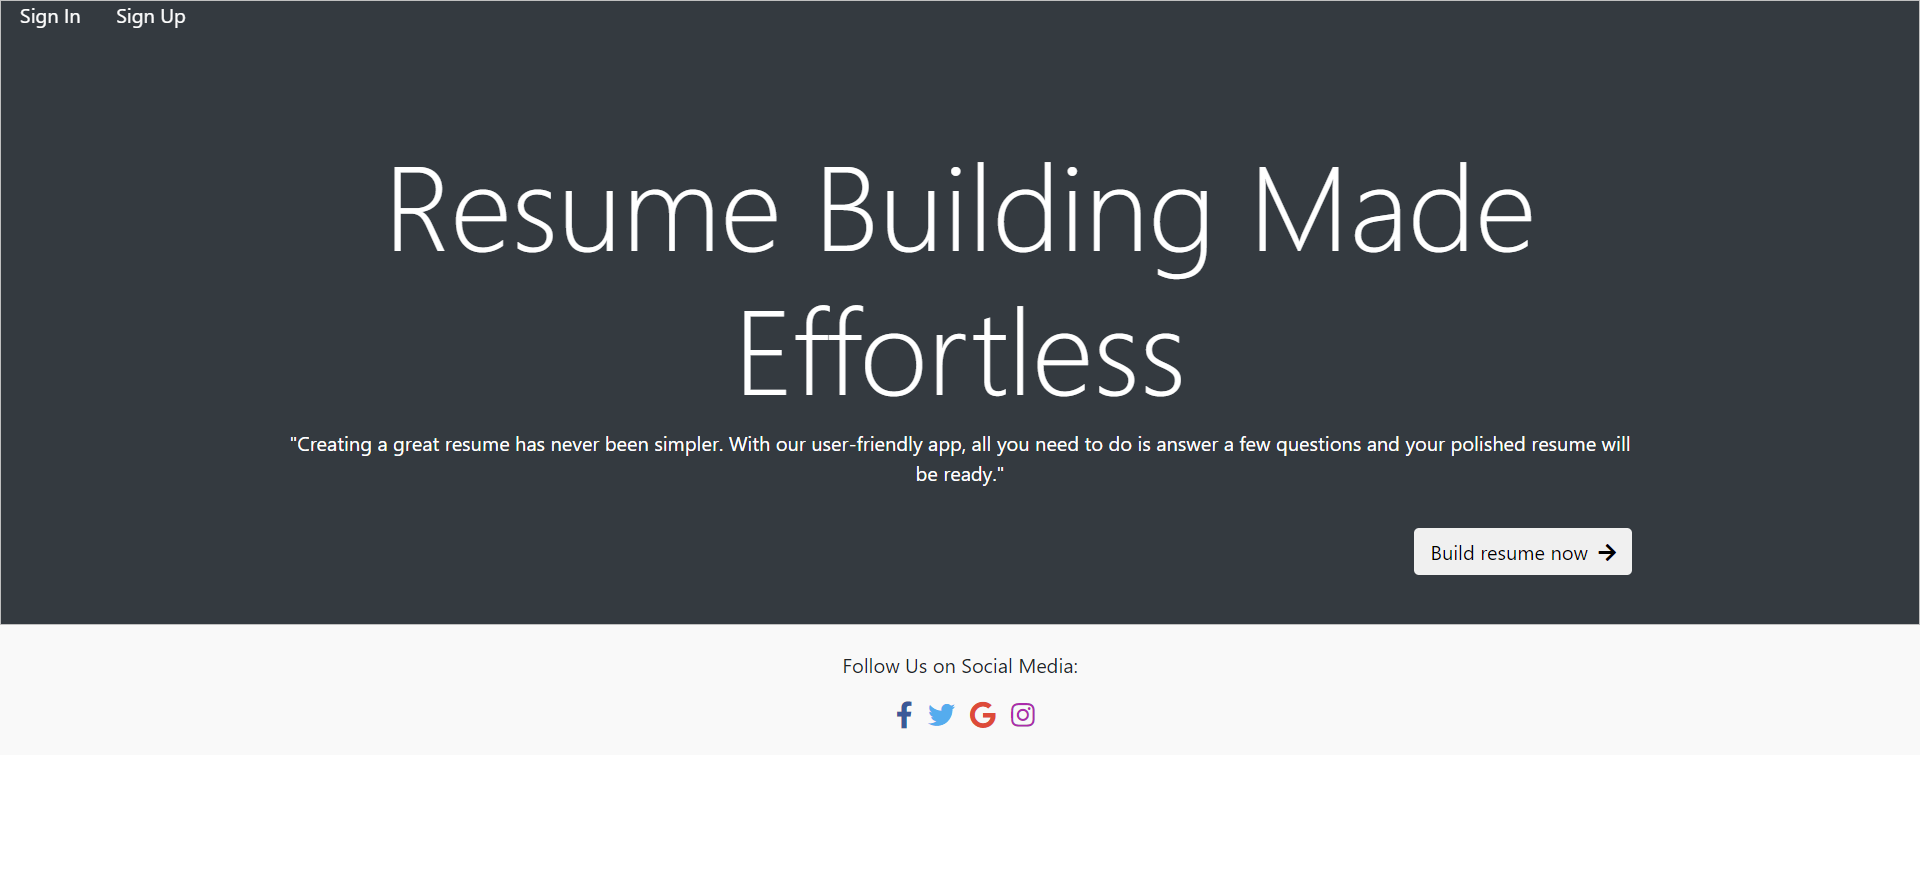 Sign In Sign Up
Resume Building Made
Effortless
"Creating a great resume has never been simpler. With our user-friendly app, all you need to do is answer a few questions and your polished resume will
be ready."
Build resume now
Follow Us on Social Media: